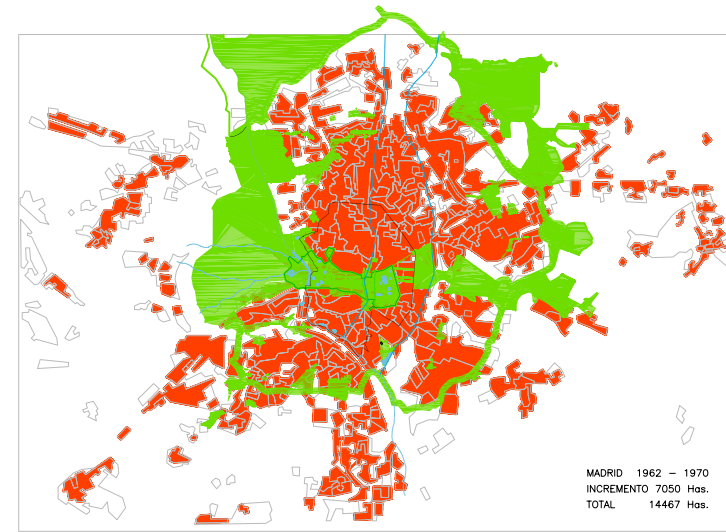 MADRID 1962 – 1970
INCREMENTO 7050 Has.
TOTAL 14467 Has.